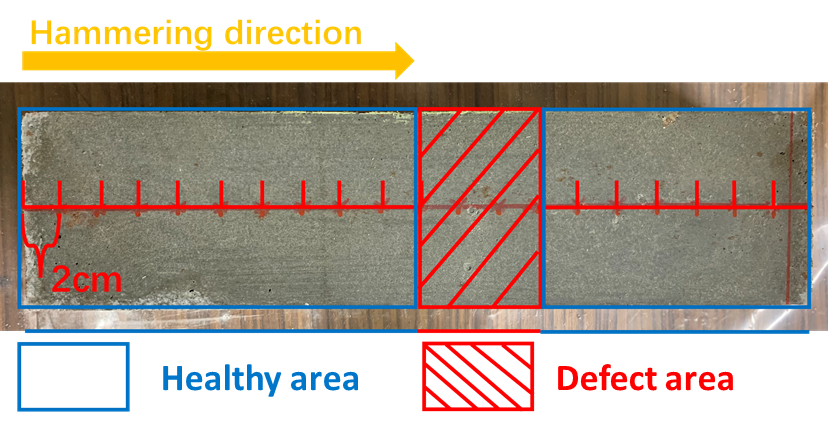 Hammering direction
2cm
Healthy area
Defect area